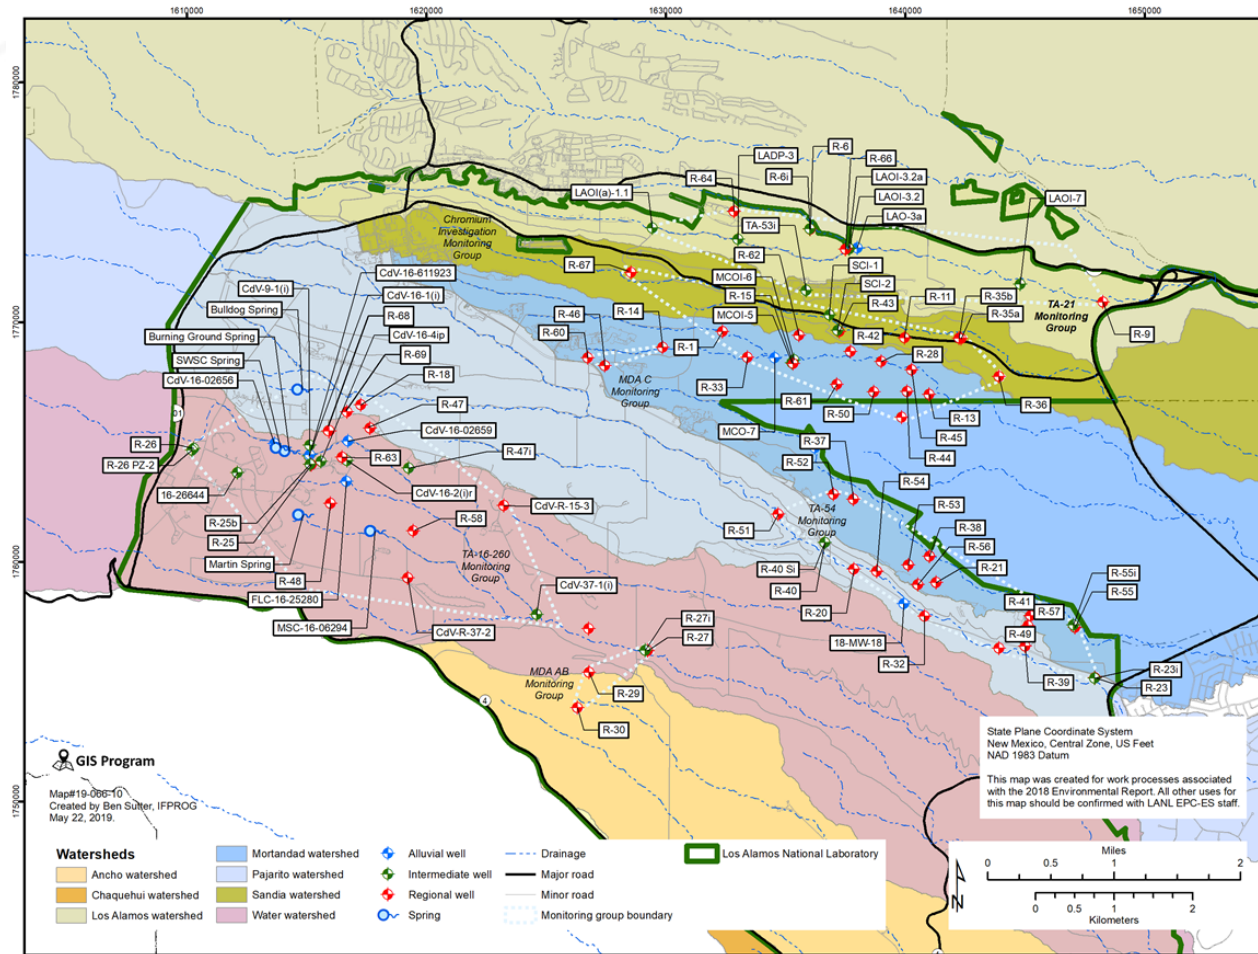 1610000
1620000
1630000
1640000
1650000
1780000
1770000
1760000
1750000
R-6
LADP-3
R-66
R-64
R-6i
LAOI-3.2a
LAOI(a)-1.1
LAOI-3.2
LAOI-7
LAO-3a
TA-53i
Chromium
Investigation
Monitoring
Group
R-62
SCI-1
R-67
MCOI-6
SCI-2
CdV-16-611923
CdV-9-1(i)
CdV-16-1(i)
R-15
R-43
R-11
R-35b
Bulldog Spring
R-68
R-46
R-14
MCOI-5
R-42
R-35a
TA-21
Monitoring
Group
Burning Ground Spring
CdV-16-4ip
R-60
R-1
R-28
R-9
SWSC Spring
R-69
CdV-16-02656
R-18
MDA C
Monitoring
Group
R-33
R-61
R-36
R-47
R-50
R-13
CdV-16-02659
MCO-7
R-45
R-26
R-37
R-44
R-26 PZ-2
R-63
R-47i
R-52
16-26644
CdV-16-2(i)r
R-54
R-25b
CdV-R-15-3
R-53
R-58
R-51
TA-54
Monitoring
Group
R-38
R-25
R-56
Martin Spring
TA-16-260
Monitoring
Group
R-40 Si
R-21
R-48
CdV-37-1(i)
R-40
R-55i
FLC-16-25280
R-20
R-41
R-55
MSC-16-06294
R-57
R-27i
CdV-R-37-2
18-MW-18
R-49
R-27
R-32
R-23i
MDA AB
Monitoring
Group
R-39
R-23
R-29
4
R-30
State Plane Coordinate System
New Mexico, Central Zone, US Feet
NAD 1983 Datum
This map was created for work processes associated
with the 2018 Environmental Report. All other uses for
this map should be confirmed with LANL EPC-ES staff.
GIS Program
Map#19-066-10
Created by Ben Sutter, IFPROG
May 22, 2019.
Watersheds
Ancho watershed
Chaquehui watershed
Los Alamos watershed
Mortandad watershed
Pajarito watershed
Sandia watershed
Water watershed
Alluvial well
Intermediate well
Regional well
Spring
Drainage
Major road
Minor road
Monitoring group boundary
Los Alamos National Laboratory
Miles
0 0.5 1 2
0 0.5 1 2
Kilometers
N